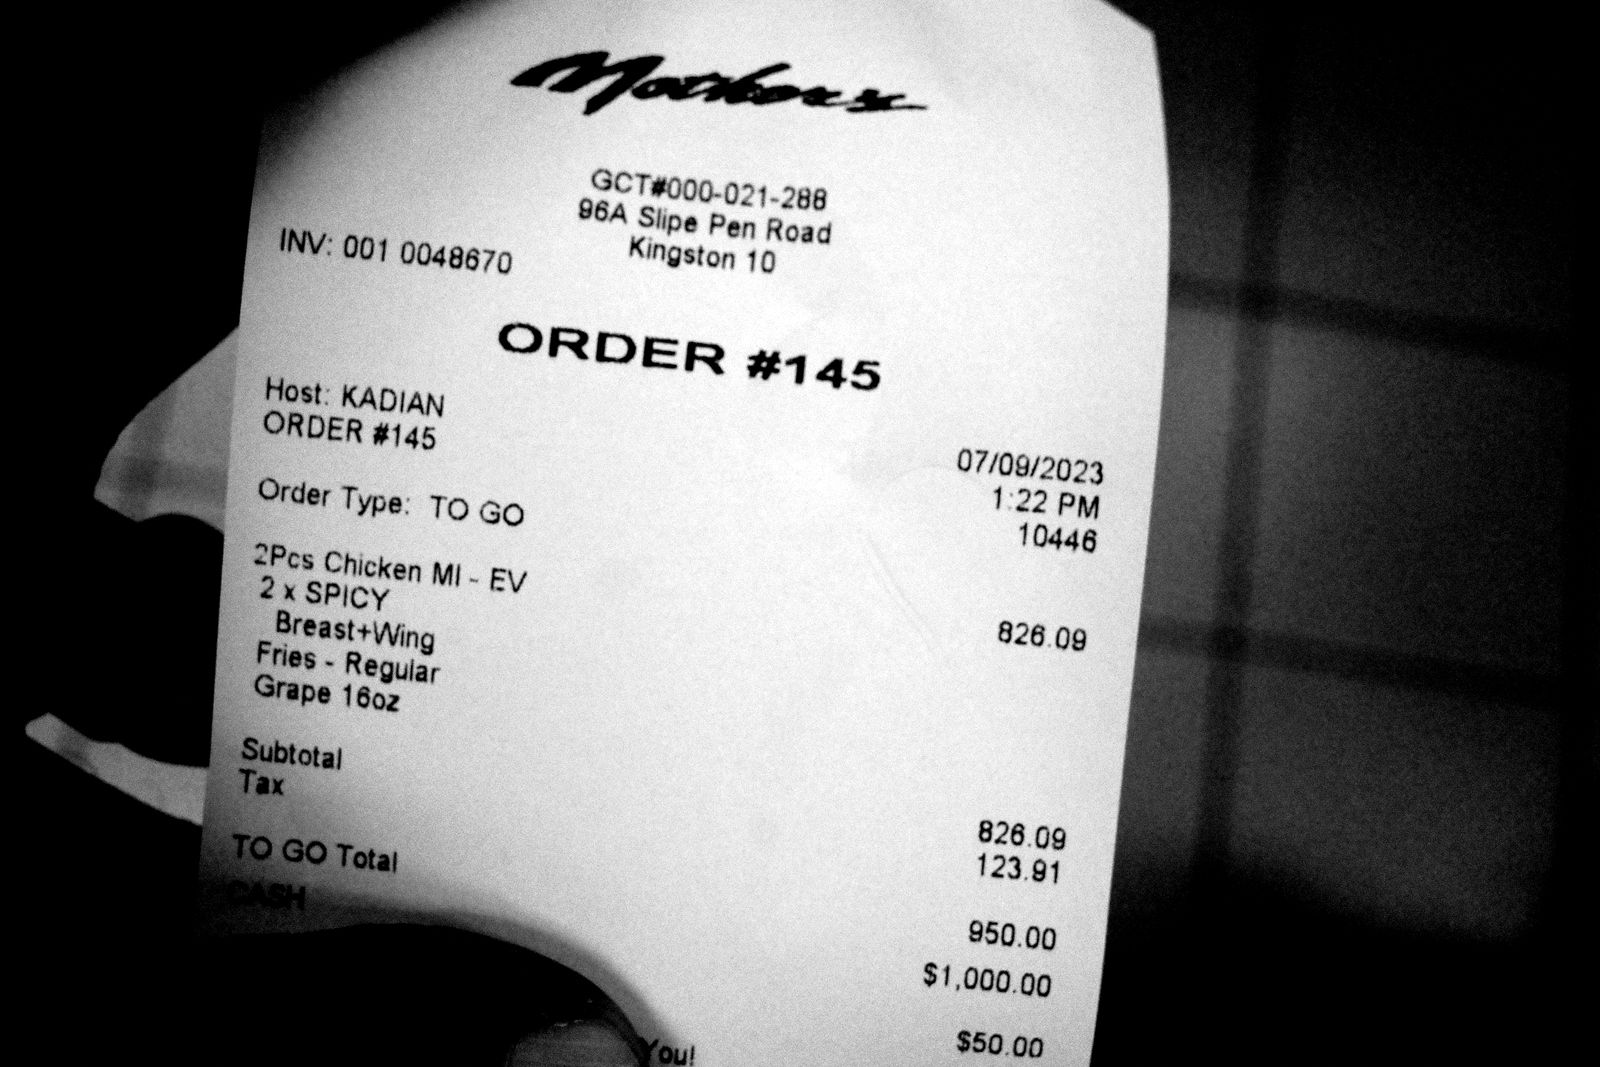 Mothers
GCT#000-021-288
96A Slipe Pen Road
Kingston 10
INV: 001 0048670
ORDER #145
Host: KADIAN
ORDER #145
07/09/2023
1:22 PM
10446
Order Type: TO GO
2Pcs Chicken Ml - EV 826.09
2 x SPICY
Breast+Wing
Fries - Regular
Grape 16oz
Subtotal 826.09
Tax 123.91
TO GO Total 950.00
CASH $1,000.00
$50.00
You!